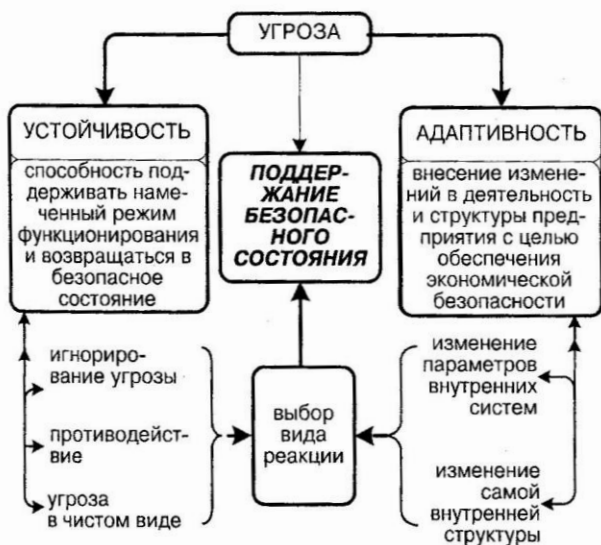 УГРОЗА
УСТОЙЧИВОСТЬ
способность под-
держивать наме-
ченный режим
функционирования
и возвращаться в
безопасное
состояние
ПОДДЕР-
ЖАНИЕ
БЕЗОПАС-
НОГО
СОСТОЯНИЯ
АДАПТИВНОСТЬ
внесение измене-
ний в деятельность
и структуры пред-
приятия с целью
обеспечения
экономической
безопасности
игнориро-
вание угрозы
противодейст-
вие
угроза
в чистом виде
выбор
вида
реакции
изменение
параметров
внутренних
систем
изменение
самой
внутренней
структуры